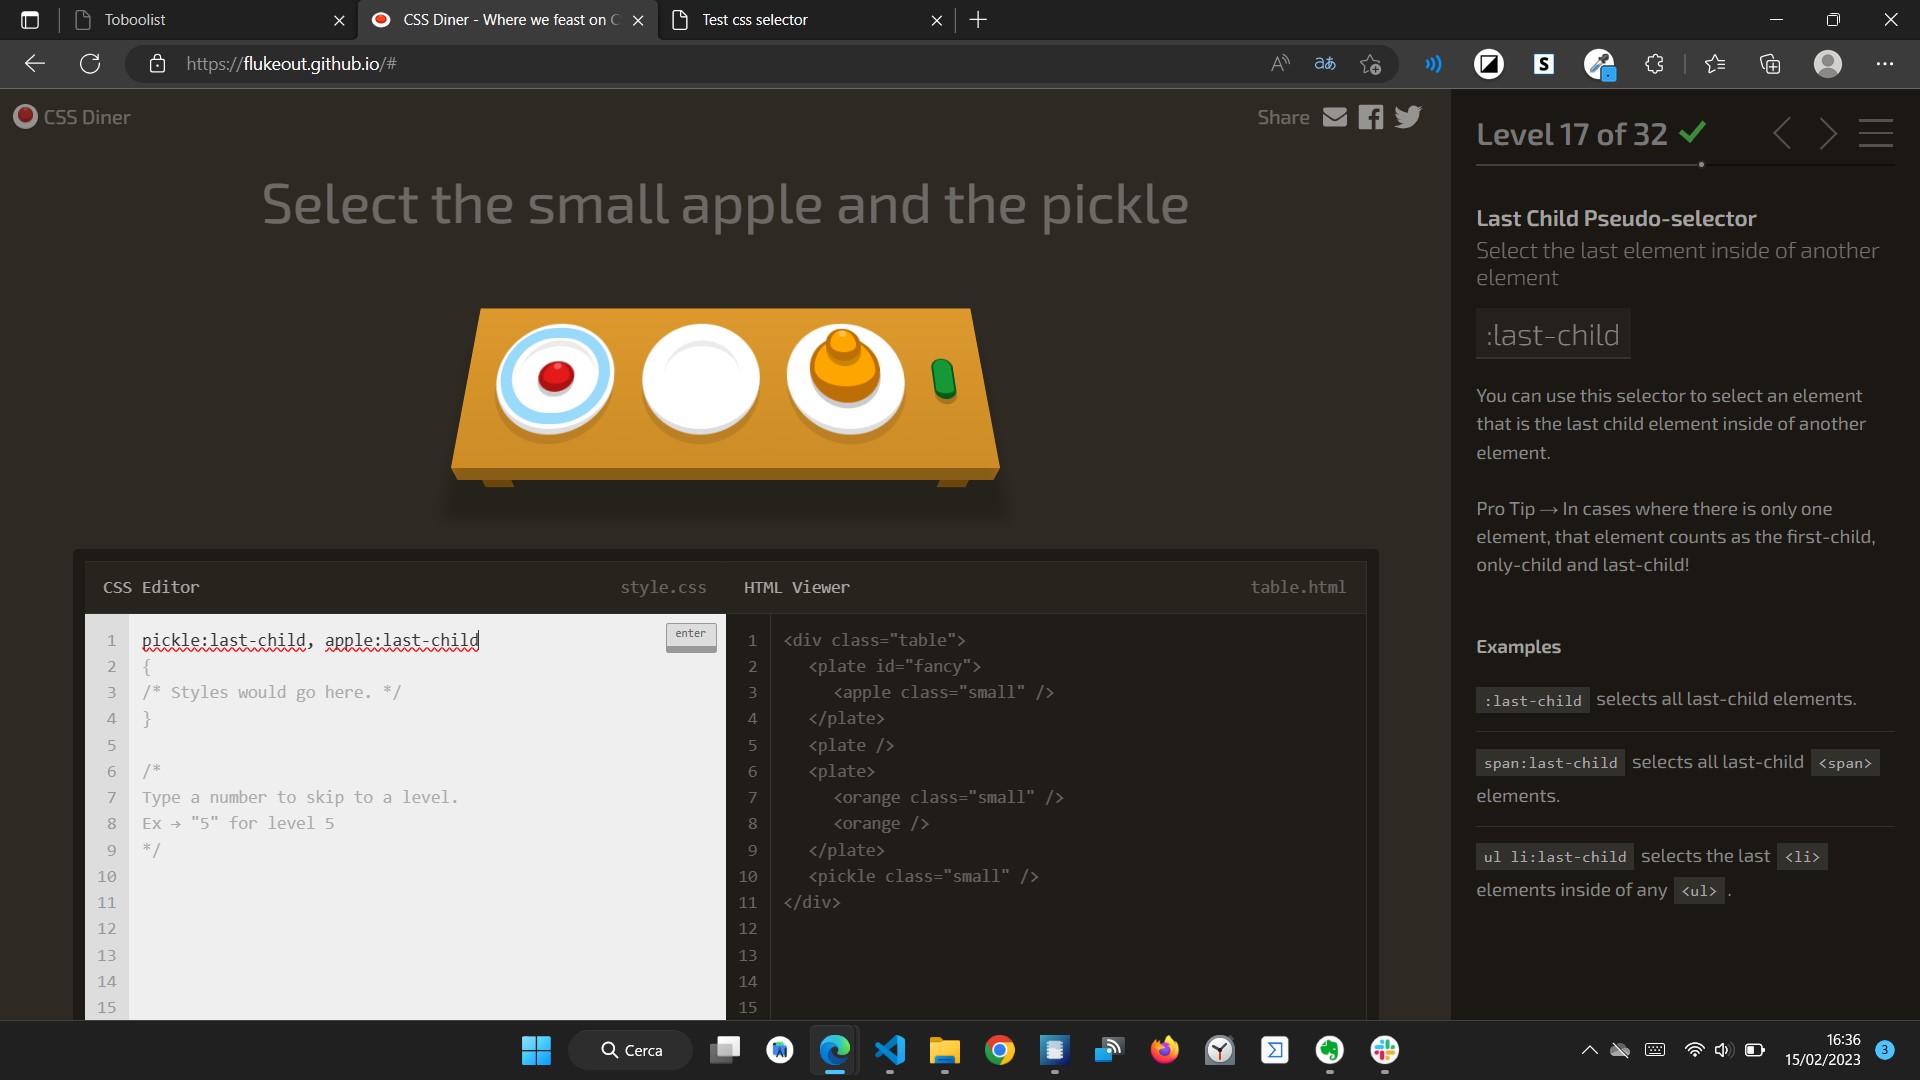 Toboolist
CSS Diner - Where we feast on C
Test css selector
https://flukeout.github.io/#
CSS Diner
Share
Select the small apple and the pickle
CSS Editor
style.css
enter
1 pickle:last-child, apple:last-child
2 {
3 /* Styles would go here. */
4 }
5
6 /*
7 Type a number to skip to a level.
8 Ex → "5" for level 5
9 */
10
11
12
13
14
15
HTML Viewer
table.html
1 <div class="table">
2 <plate id="fancy">
3 <apple class="small" />
4 </plate>
5 <plate />
6 <plate>
7 <orange class="small" />
8 <orange />
9 </plate>
10 <pickle class="small" />
11 </div>
12
13
14
15
Level 17 of 32
Last Child Pseudo-selector
Select the last element inside of another
element
:last-child
You can use this selector to select an element
that is the last child element inside of another
element.
Pro Tip → In cases where there is only one
element, that element counts as the first-child,
only-child and last-child!
Examples
:last-child selects all last-child elements.
span:last-child selects all last-child <span>
elements.
ul li:last-child selects the last <li>
elements inside of any <ul> .
Cerca
16:36
15/02/2023
3